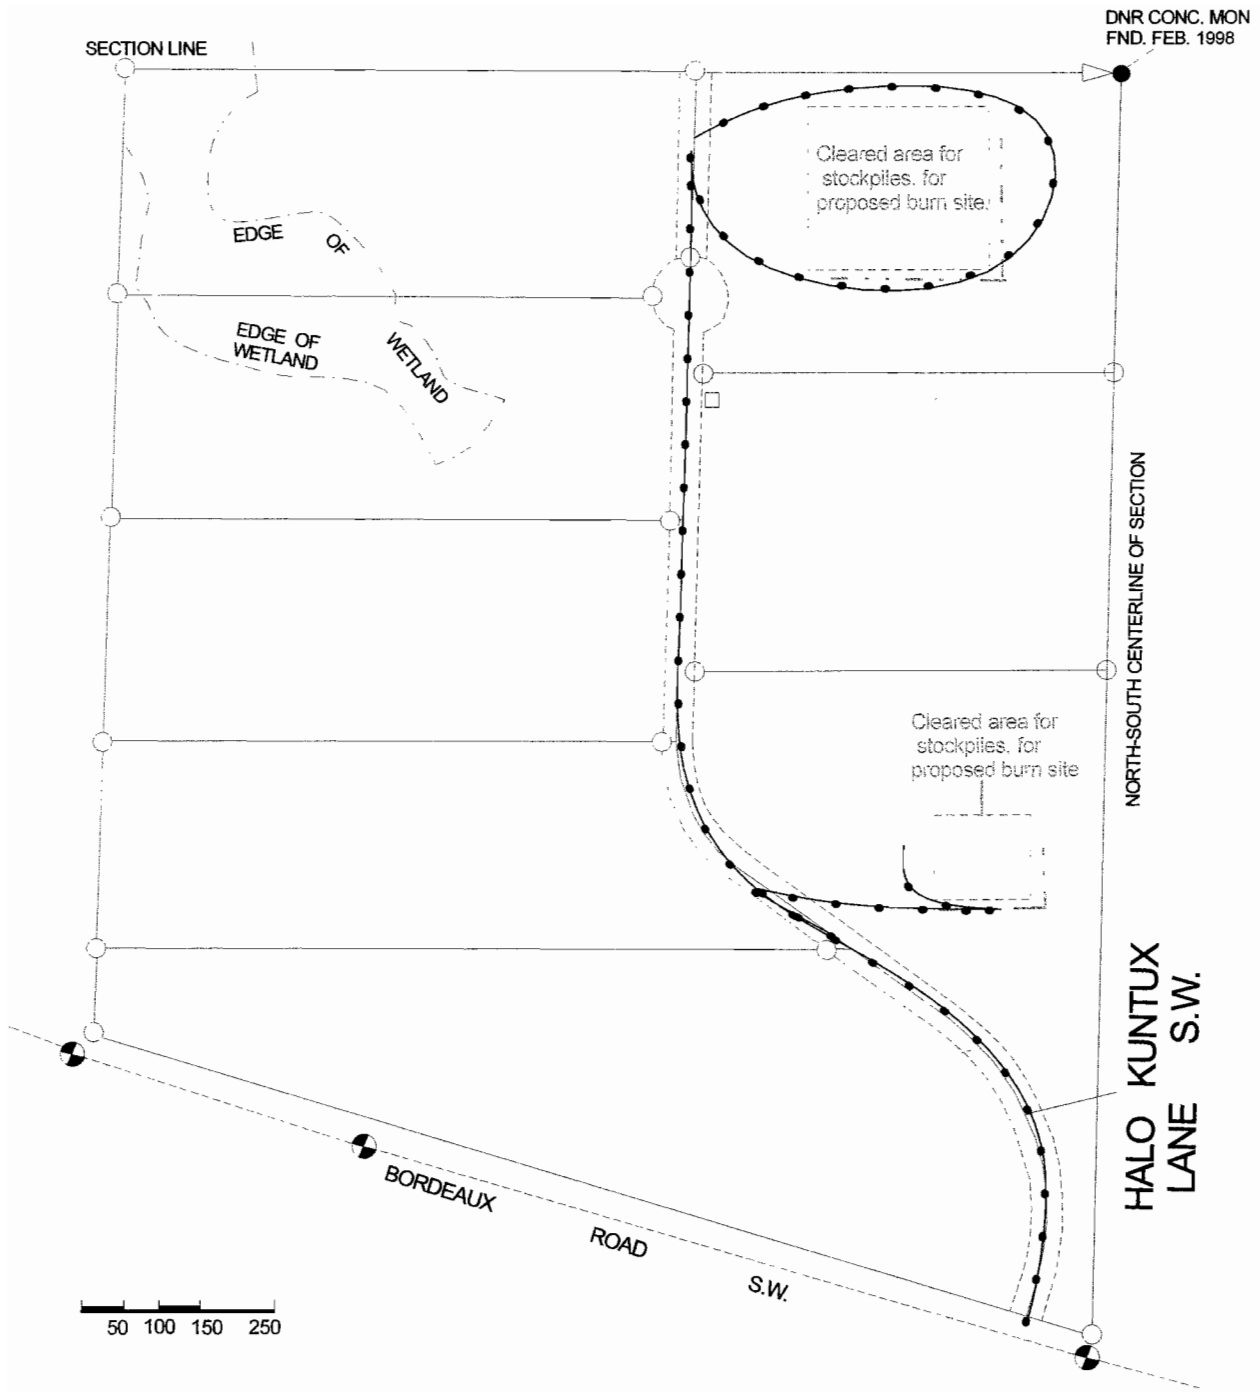 DNR CONC. MON
FND. FEB. 1998
SECTION LINE
Cleared area for
stockpiles, for
proposed burn site.
EDGE OF
EDGE OF
WETLAND
WETLAND
NORTH-SOUTH CENTERLINE OF SECTION
Cleared area for
stockpiles, for
proposed burn site
HALO KUNTUX
LANE S.W.
BORDEAUX ROAD S.W.
50 100 150 250